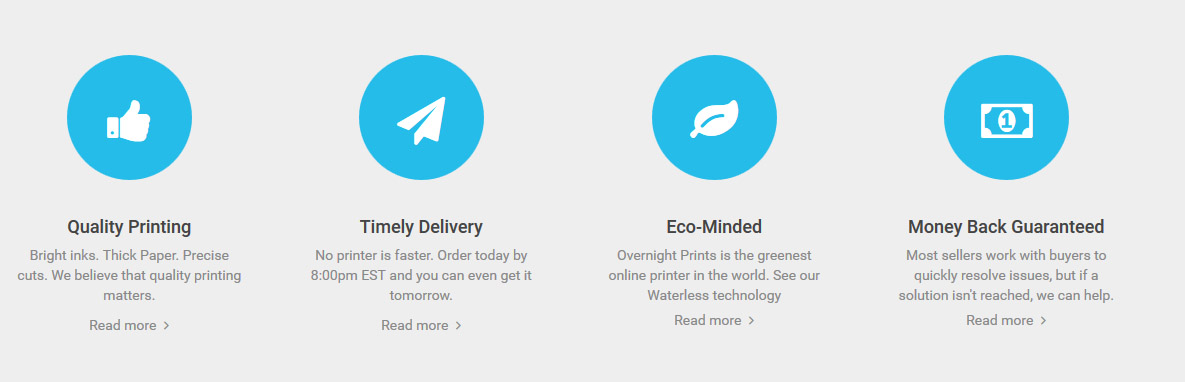 Quality Printing
Bright inks. Thick Paper. Precise
cuts. We believe that quality printing
matters.
Read more >
Timely Delivery
No printer is faster. Order today by
8:00pm EST and you can even get it
tomorrow.
Read more >
Eco-Minded
Overnight Prints is the greenest
online printer in the world. See our
Waterless technology
Read more >
1
Money Back Guaranteed
Most sellers work with buyers to
quickly resolve issues, but if a
solution isn't reached, we can help.
Read more >